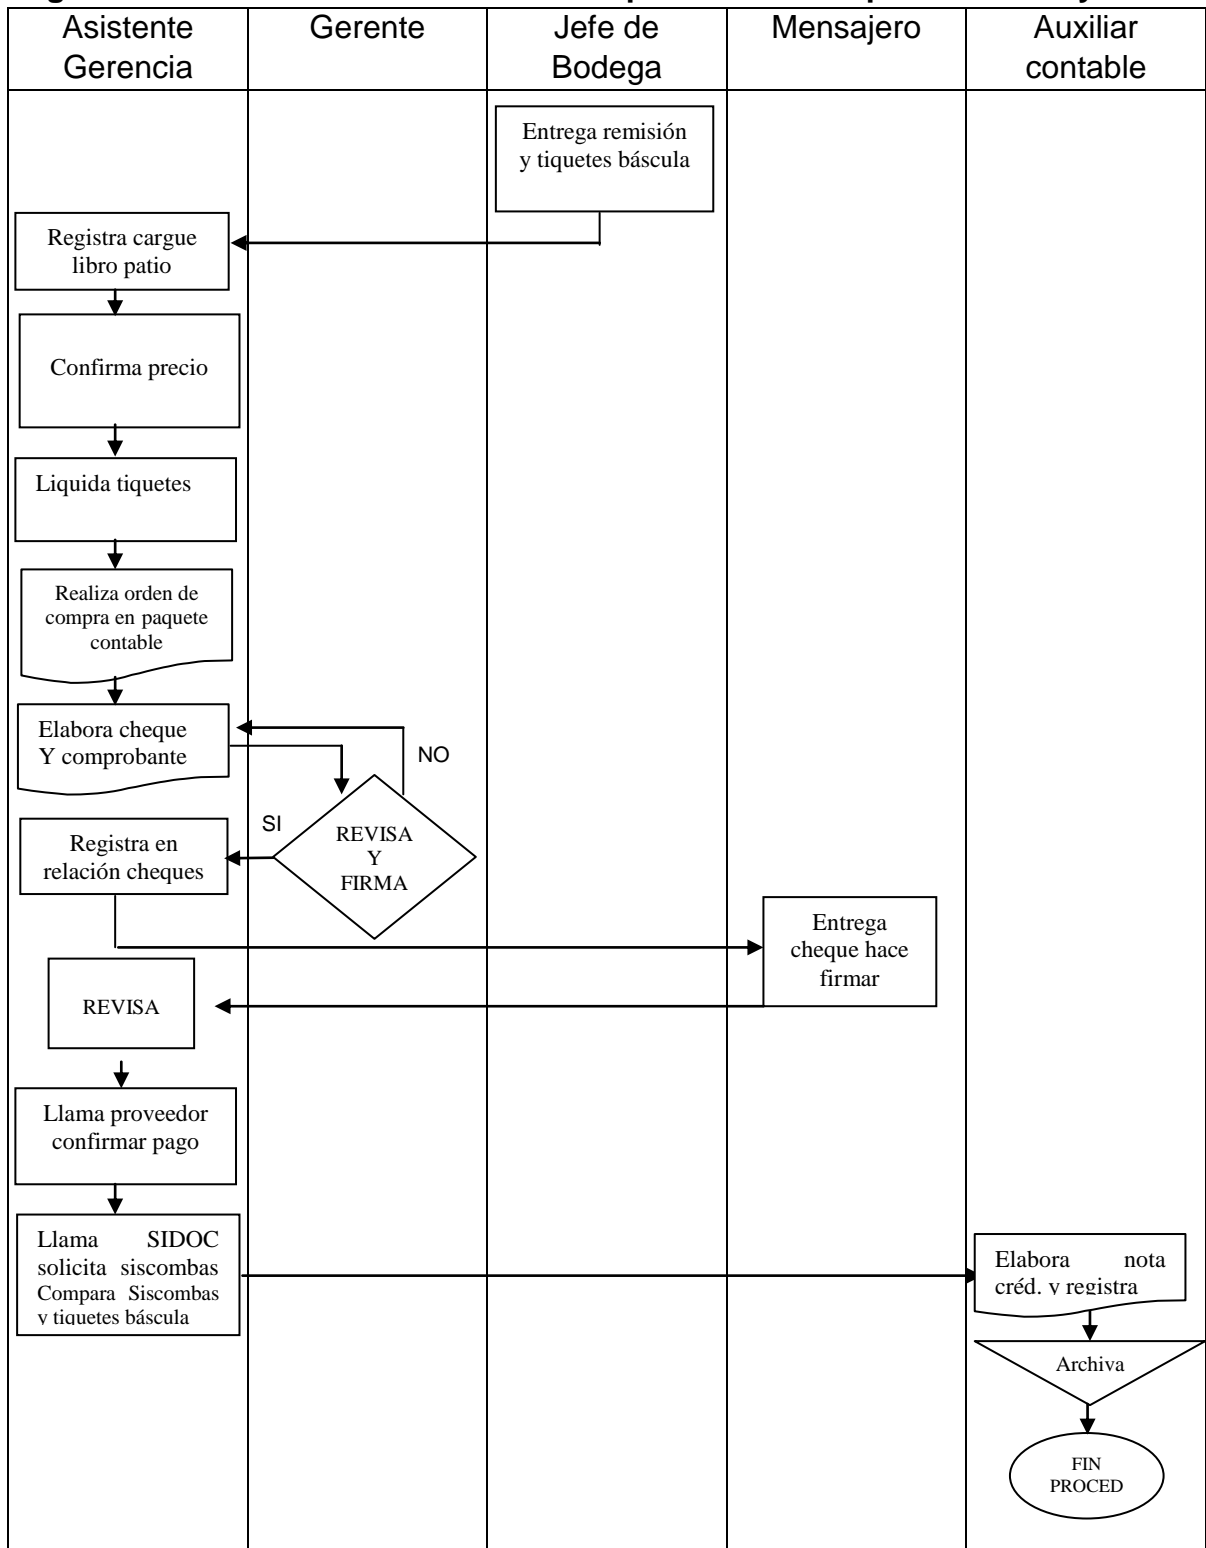 Asistente
Gerencia
Gerente
Jefe de
Bodega
Mensajero
Auxiliar
contable
Entrega remisión
y tiquetes báscula
Registra cargue
libro patio
Confirma precio
Liquida tiquetes
Realiza orden de
compra en paquete
contable
Elabora cheque
Y comprobante
NO
SI
REVISA
Y
FIRMA
Registra en
relación cheques
Entrega
cheque hace
firmar
REVISA
Llama proveedor
confirmar pago
Llama SIDOC
solicita siscombas
Compara Siscombas
y tiquetes báscula
Elabora nota
créd. y registra
Archiva
FIN
PROCED